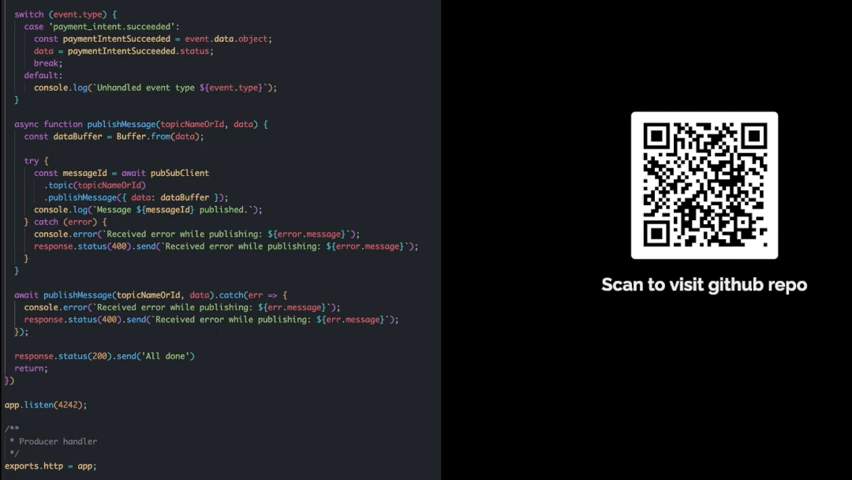 switch (event.type) {
case 'payment_intent.succeeded':
const paymentIntentSucceeded = event.data.object;
data = paymentIntentSucceeded.status;
break;
default:
console.log(`Unhandled event type ${event.type}`);
}
async function publishMessage(topicNameOrId, data) {
const dataBuffer = Buffer.from(data);
try {
const messageId = await pubSubClient
.topic(topicNameOrId)
.publishMessage({ data: dataBuffer });
console.log(`Message ${messageId} published.`);
} catch (error) {
console.error(`Received error while publishing: ${error.message}`);
response.status(400).send(`Received error while publishing: ${error.message}`);
}
}
await publishMessage(topicNameOrId, data).catch(err => {
console.error(`Received error while publishing: ${err.message}`);
response.status(400).send(`Received error while publishing: ${err.message}`);
});
response.status(200).send('All done')
return;
})
app.listen(4242);
/**
* Producer handler
*/
exports.http = app;
Scan to visit github repo